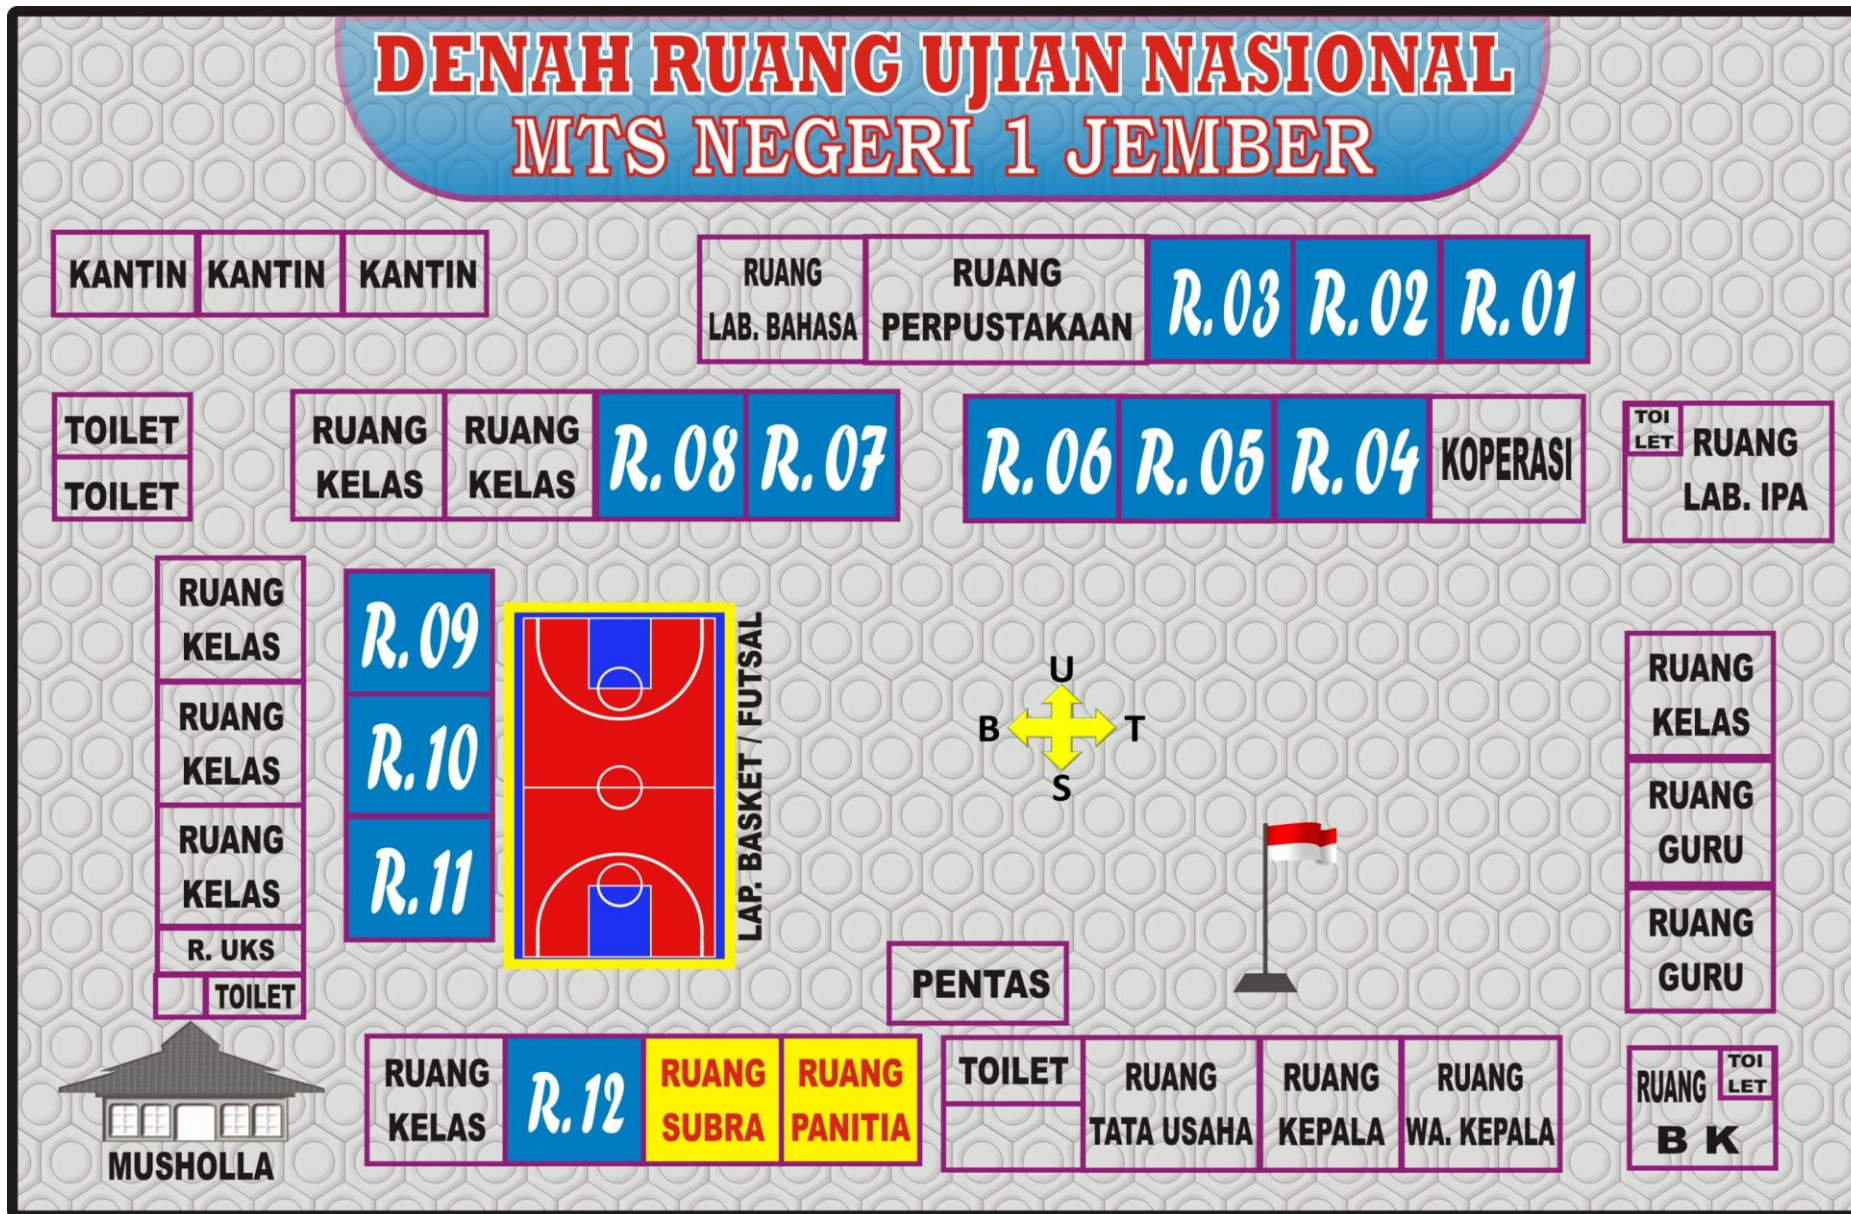 DENAH RUANG UJIAN NASIONAL
MTS NEGERI 1 JEMBER
KANTIN
KANTIN
KANTIN
RUANG
LAB. BAHASA
RUANG
PERPUSTAKAAN
R.03
R.02
R.01
TOILET
TOILET
RUANG
KELAS
RUANG
KELAS
R.08
R.07
R.06
R.05
R.04
KOPERASI
TOI
LET
RUANG
LAB. IPA
RUANG
KELAS
RUANG
KELAS
RUANG
KELAS
R. UKS
TOILET
R.09
R.10
R.11
LAP. BASKET / FUTSAL
U
B
T
S
RUANG
KELAS
RUANG
GURU
RUANG
GURU
PENTAS
MUSHOLLA
RUANG
KELAS
R.12
RUANG
SUBRA
RUANG
PANITIA
TOILET
RUANG
TATA USAHA
RUANG
KEPALA
RUANG
WA. KEPALA
RUANG
B K
TOI
LET